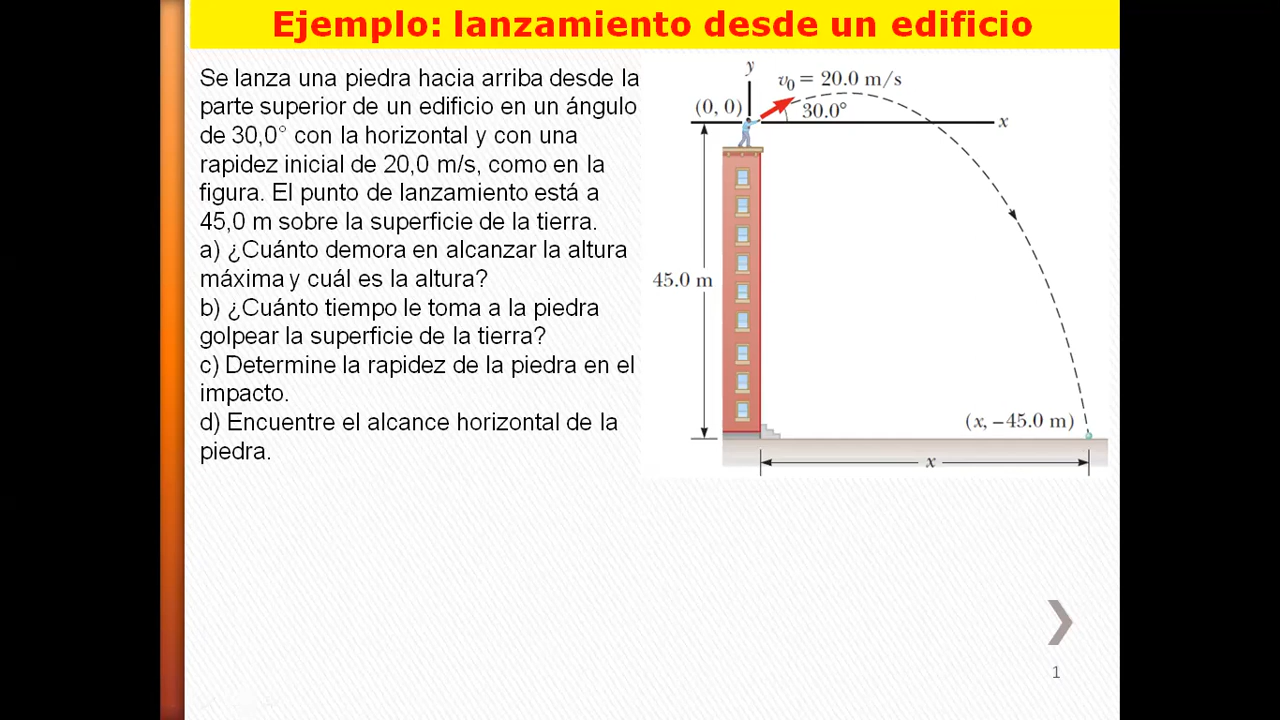 Ejemplo: lanzamiento desde un edificio
Se lanza una piedra hacia arriba desde la
parte superior de un edificio en un ángulo
de 30,0° con la horizontal y con una
rapidez inicial de 20,0 m/s, como en la
figura. El punto de lanzamiento está a
45,0 m sobre la superficie de la tierra.
a) ¿Cuánto demora en alcanzar la altura
máxima y cuál es la altura?
b) ¿Cuánto tiempo le toma a la piedra
golpear la superficie de la tierra?
c) Determine la rapidez de la piedra en el
impacto.
d) Encuentre el alcance horizontal de la
piedra.
y
v₀ = 20.0 m/s
(0, 0)
30.0°
x
45.0 m
(x, −45.0 m)
x
1